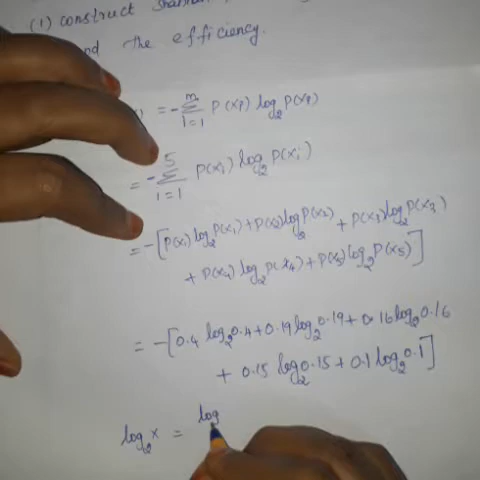 (1) construct
the efficiency.
= - Σ_{i=1}^{m} P(xi) log₂ P(xi)
= - Σ_{i=1}^{5} P(xi) log₂ P(xi)
= -[P(x₁) log₂ P(x₁) + P(x₂) log₂ P(x₂) + P(x₃) log₂ P(x₃)
+ P(x₄) log₂ P(x₄) + P(x₅) log₂ P(x₅)]
= -[0.4 log₂ 0.4 + 0.19 log₂ 0.19 + 0.16 log₂ 0.16
+ 0.15 log₂ 0.15 + 0.1 log₂ 0.1]
log₂ x = log